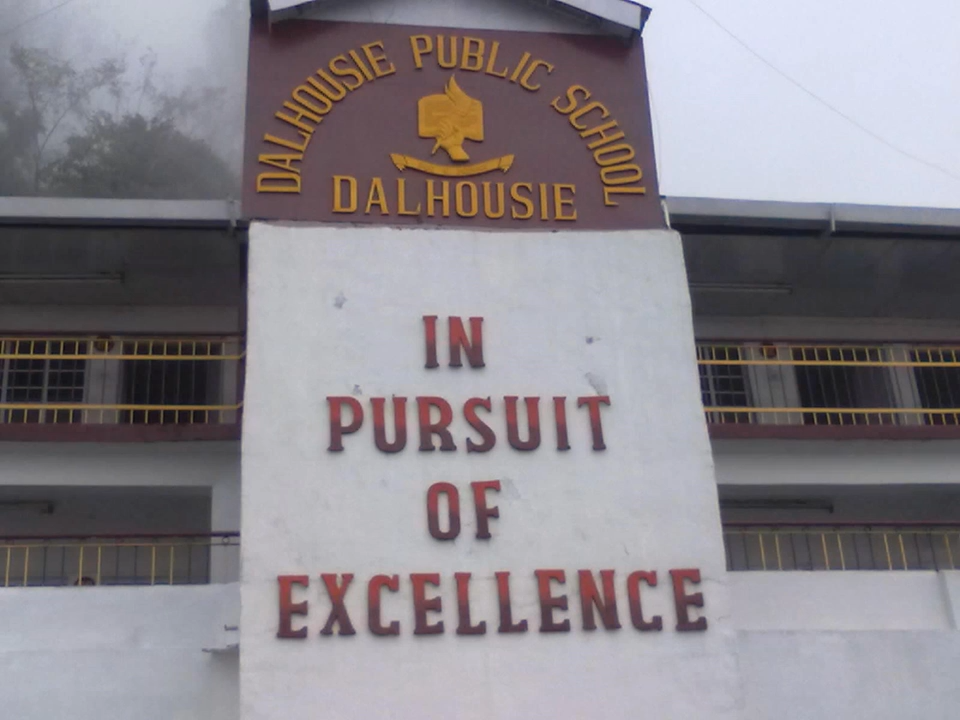 DALHOUSIE PUBLIC SCHOOL
DALHOUSIE
IN
PURSUIT
OF
EXCELLENCE